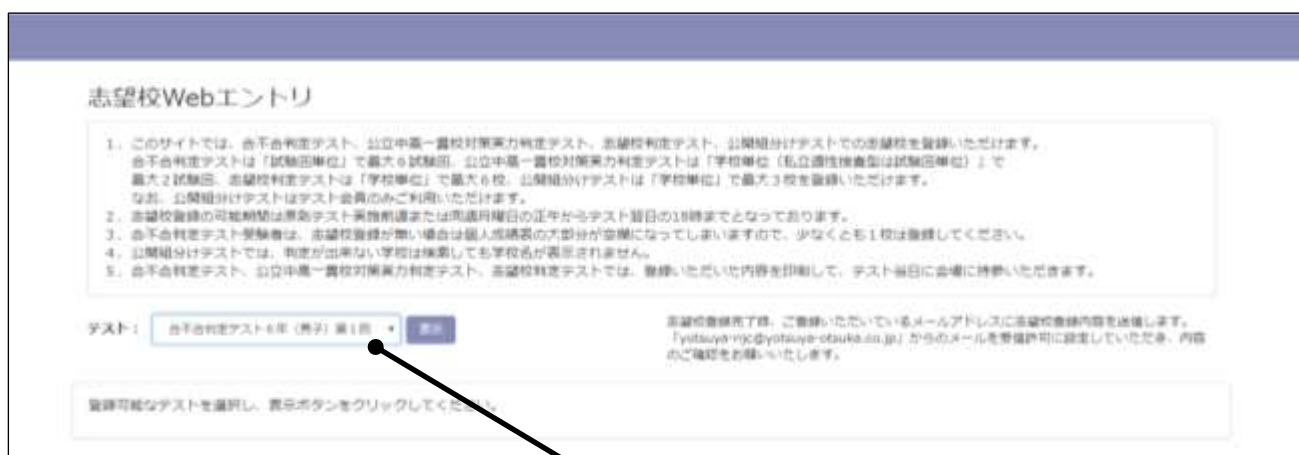 志望校Webエントリ
1. このサイトでは、合不合判定テスト、公立中高一貫校対策実力判定テスト、志望校判定テスト、公開組分けテストでの志望校を登録いただけます。
合不合判定テストは「試験回単位」で最大6試験回、公立中高一貫校対策実力判定テストは「学校単位（私立適性検査型は試験回単位）」で
最大2試験回、志望校判定テストは「学校単位」で最大6校、公開組分けテストは「学校単位」で最大3校を登録いただけます。
なお、公開組分けテストはテスト会員のみご利用いただけます。
2. 志望校登録の可能期間は原則テスト実施前週または同週月曜日の正午からテスト翌日の18時までとなっております。
3. 合不合判定テスト受験者は、志望校登録が無い場合は個人成績表の大部分が空欄になってしまいますので、少なくとも1校は登録してください。
4. 公開組分けテストでは、判定が出来ない学校は検索しても学校名が表示されません。
5. 合不合判定テスト、公立中高一貫校対策実力判定テスト、志望校判定テストでは、登録いただいた内容を印刷して、テスト当日に会場に持参いただきます。
テスト： 合不合判定テスト6年（男子）第1回 表示
志望校登録完了後、ご登録いただいているメールアドレスに志望校登録内容を送信します。
「yotsuya-njc@yotsuya-otsuka.co.jp」からのメールを受信許可に設定していただき、内容
のご確認をお願いいたします。
登録可能なテストを選択し、表示ボタンをクリックしてください。